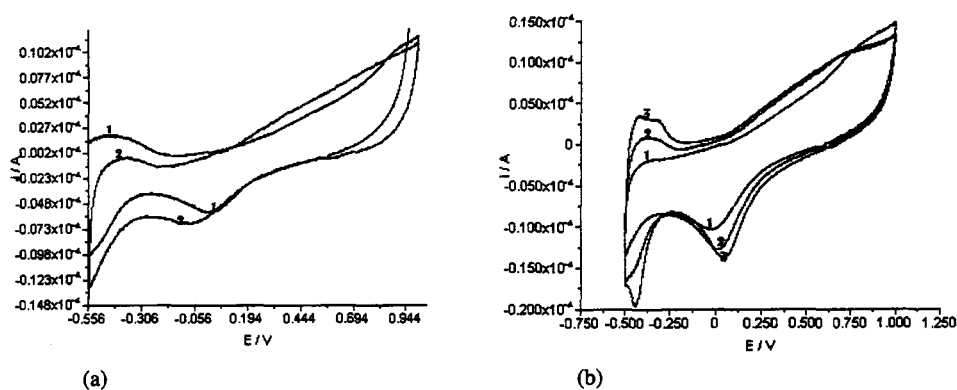 0.102x10⁻⁴
0.077x10⁻⁴
0.052x10⁻⁴
0.027x10⁻⁴
0.002x10⁻⁴
-0.023x10⁻⁴
-0.048x10⁻⁴
-0.073x10⁻⁴
-0.098x10⁻⁴
-0.123x10⁻⁴
-0.148x10⁻⁴
I / A
1
2
1
2
-0.556 -0.306 -0.056 0.194 0.444 0.694 0.944
E / V
(a)
0.150x10⁻⁴
0.100x10⁻⁴
0.050x10⁻⁴
0
-0.050x10⁻⁴
-0.100x10⁻⁴
-0.150x10⁻⁴
-0.200x10⁻⁴
I / A
3
2
1
1
-0.750 -0.500 -0.250 0 0.250 0.500 0.750 1.000 1.250
E / V
(b)